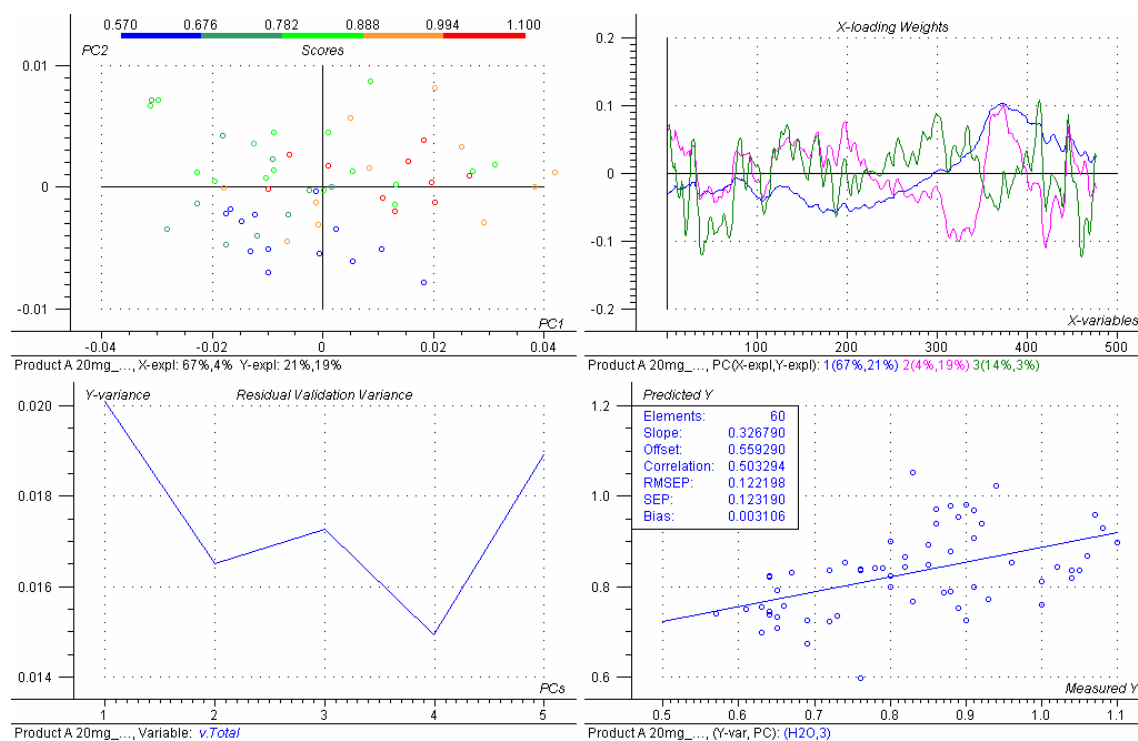 0.570 0.676 0.782 0.888 0.994 1.100
PC2 Scores
0.01
0
-0.01
PC1
-0.04 -0.02 0 0.02 0.04
Product A 20mg_..., X-expl: 67%,4% Y-expl: 21%,19%
X-loading Weights
0.2
0.1
0
-0.1
-0.2
X-variables
0 100 200 300 400 500
Product A 20mg_..., PC(X-expl,Y-expl): 1(67%,21%) 2(4%,19%) 3(14%,3%)
Y-variance Residual Validation Variance
0.020
0.018
0.016
0.014
PCs
1 2 3 4 5
Product A 20mg_..., Variable: v.Total
Predicted Y
1.2
1.0
0.8
0.6
Elements: 60
Slope: 0.326790
Offset: 0.559290
Correlation: 0.503294
RMSEP: 0.122198
SEP: 0.123190
Bias: 0.003106
Measured Y
0.5 0.6 0.7 0.8 0.9 1.0 1.1
Product A 20mg_..., (Y-var, PC): (H2O,3)